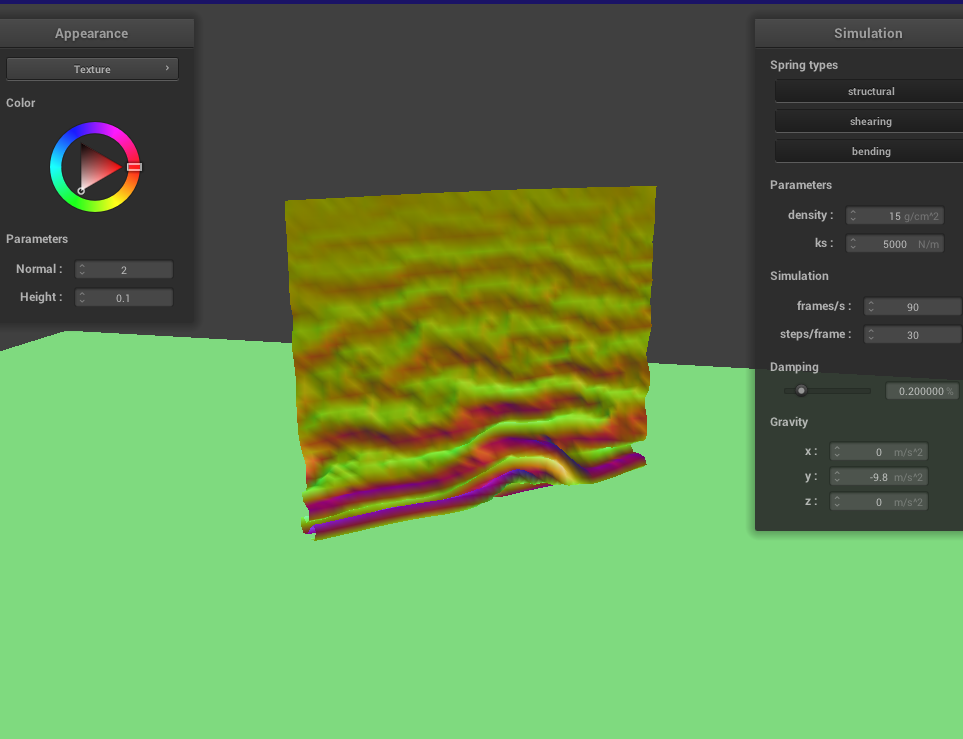 Appearance
Texture
Color
Parameters
Normal : 2
Height : 0.1
Simulation
Spring types
structural
shearing
bending
Parameters
density : 15 g/cm^2
ks : 5000 N/m
Simulation
frames/s : 90
steps/frame : 30
Damping
0.200000 %
Gravity
x : 0 m/s^2
y : -9.8 m/s^2
z : 0 m/s^2